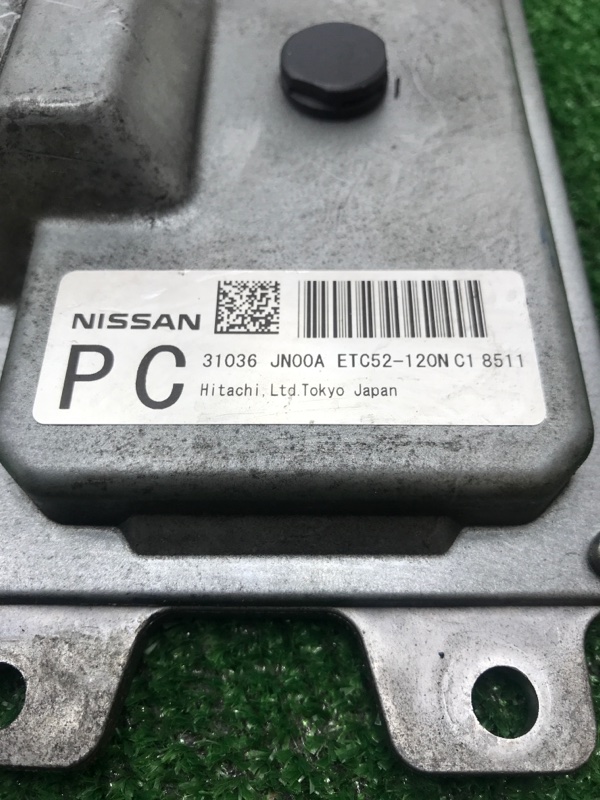 NISSAN
PC 31036 JN00A ETC52-120N C1 8511
Hitachi,Ltd.Tokyo Japan